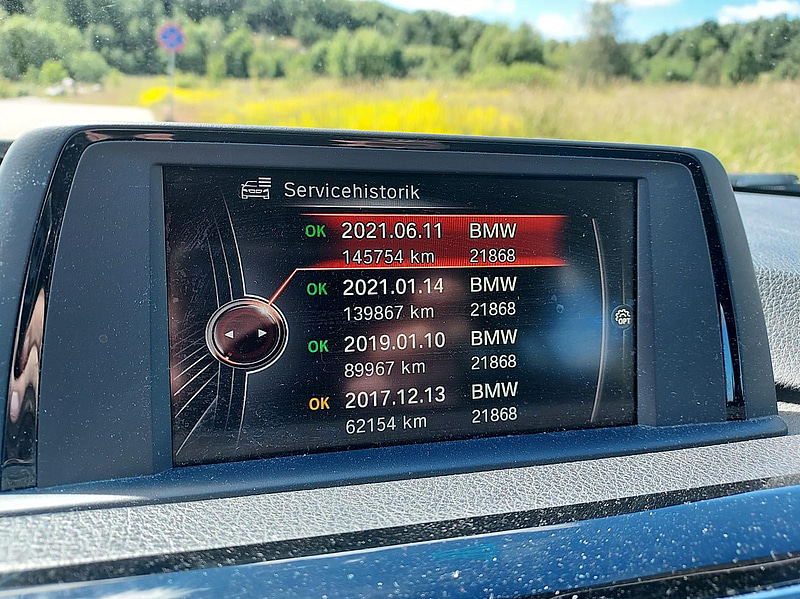 Servicehistorik
OK 2021.06.11 BMW
145754 km 21868
OK 2021.01.14 BMW
139867 km 21868
OK 2019.01.10 BMW
89967 km 21868
OK 2017.12.13 BMW
62154 km 21868
OPT